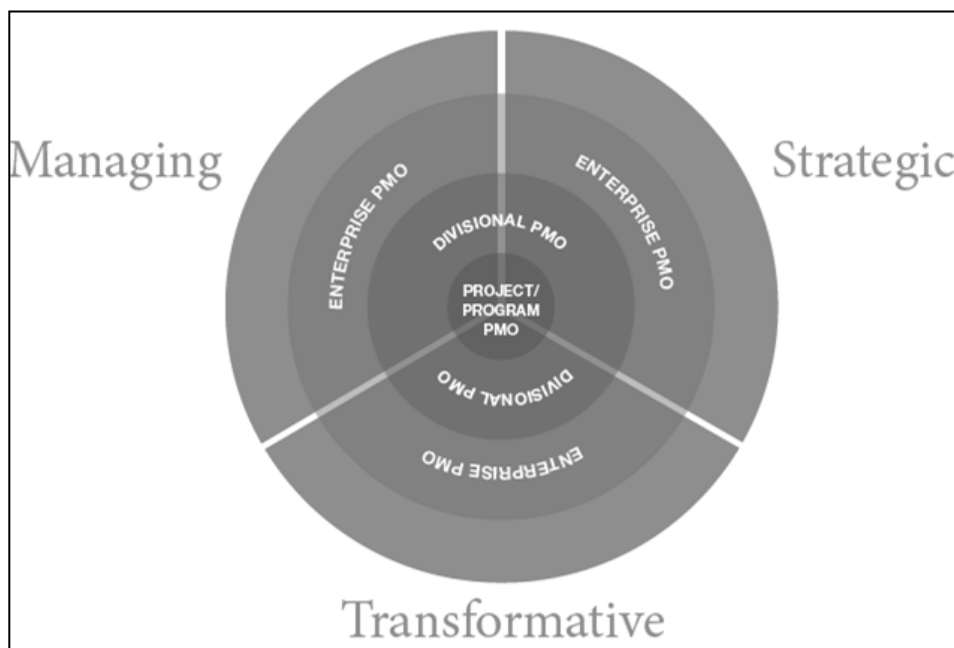 Managing
Strategic
ENTERPRISE PMO
ENTERPRISE PMO
DIVISIONAL PMO
PROJECT/
PROGRAM
PMO
DIVISIONAL PMO
ENTERPRISE PMO
Transformative